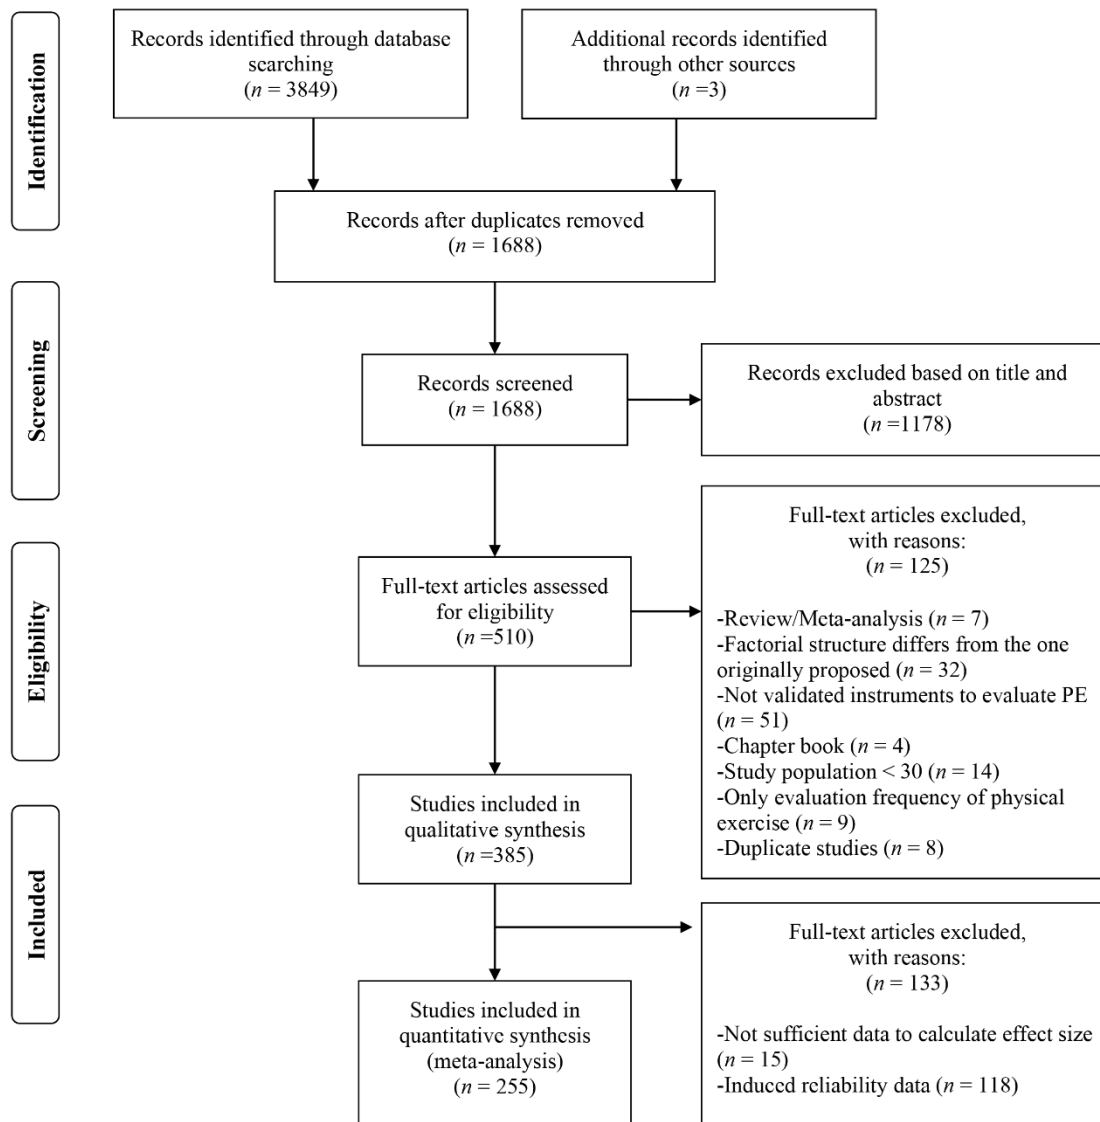 Identification
Records identified through database
searching
(n = 3849)
Additional records identified
through other sources
(n =3)
Records after duplicates removed
(n = 1688)
Screening
Records screened
(n = 1688)
Records excluded based on title and
abstract
(n =1178)
Eligibility
Full-text articles assessed
for eligibility
(n =510)
Full-text articles excluded,
with reasons:
(n = 125)
-Review/Meta-analysis (n = 7)
-Factorial structure differs from the one
originally proposed (n = 32)
-Not validated instruments to evaluate PE
(n = 51)
-Chapter book (n = 4)
-Study population < 30 (n = 14)
-Only evaluation frequency of physical
exercise (n = 9)
-Duplicate studies (n = 8)
Included
Studies included in
qualitative synthesis
(n =385)
Full-text articles excluded,
with reasons:
(n = 133)
-Not sufficient data to calculate effect size
(n = 15)
-Induced reliability data (n = 118)
Studies included in
quantitative synthesis
(meta-analysis)
(n = 255)